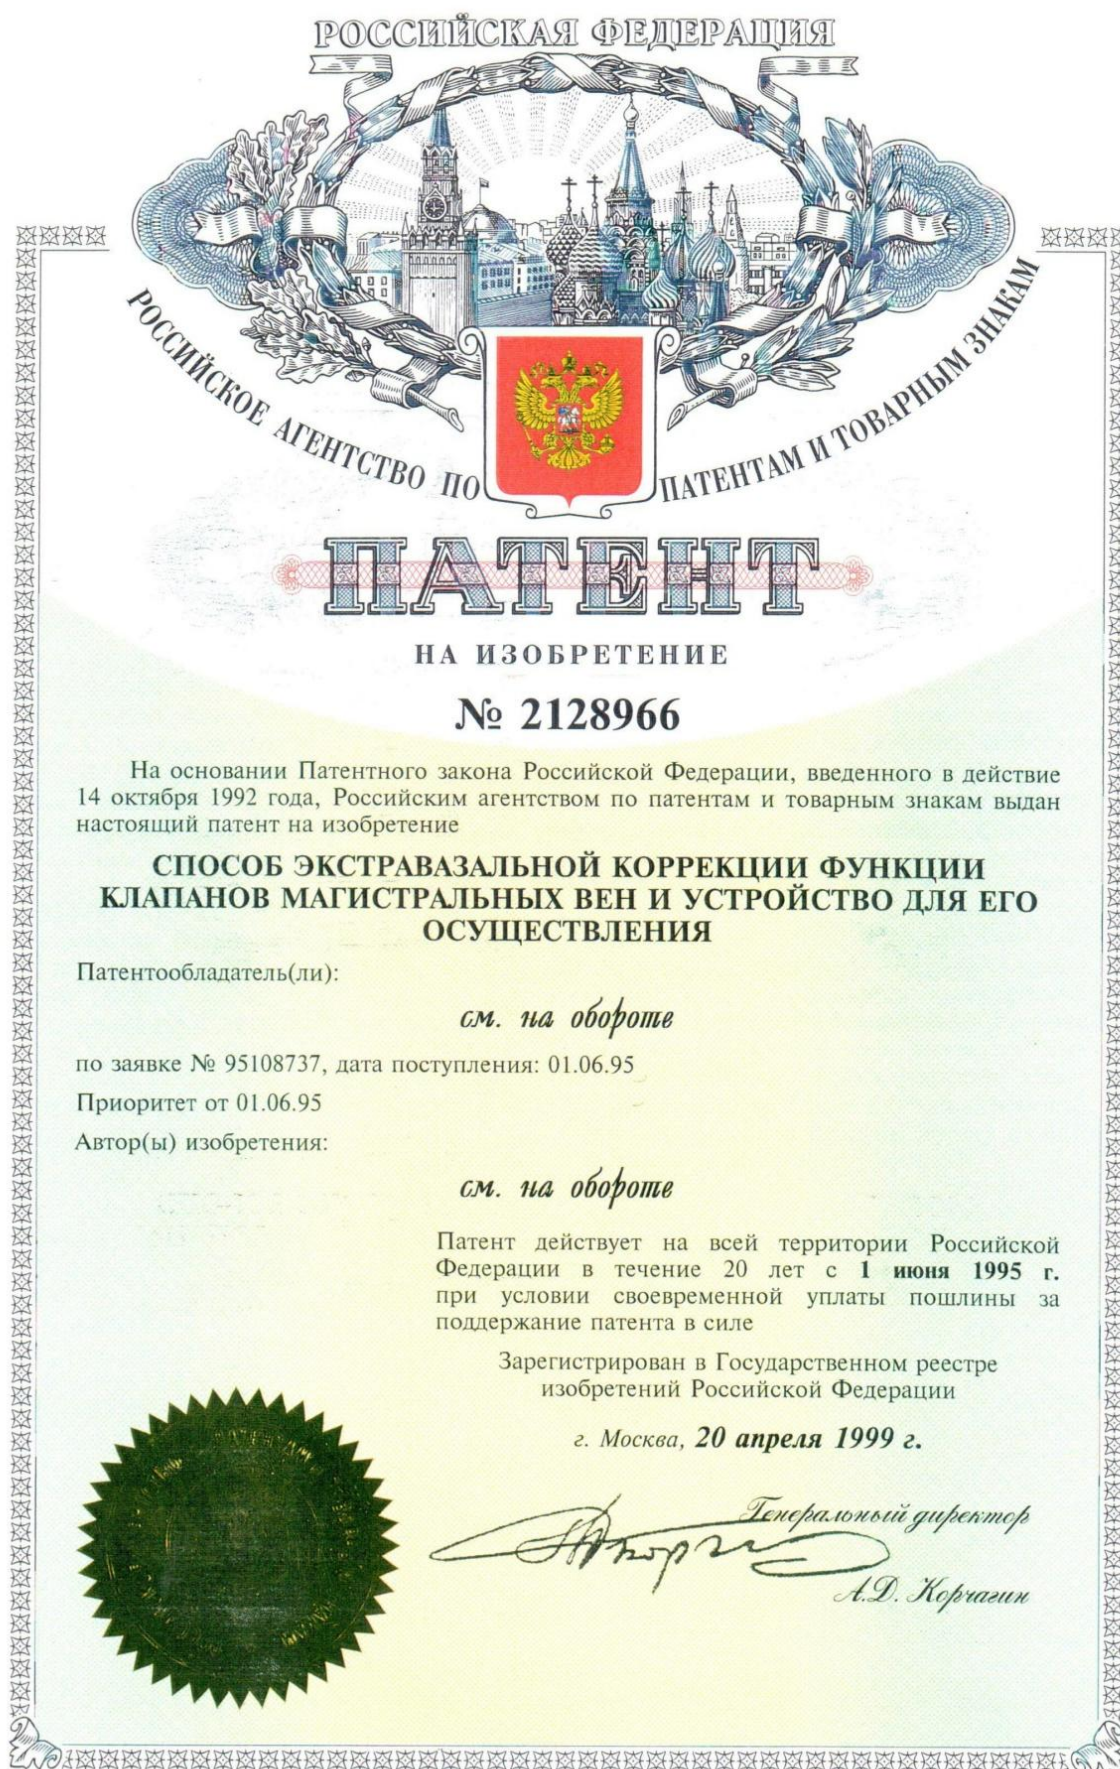 РОССИЙСКАЯ ФЕДЕРАЦИЯ
РОССИЙСКОЕ АГЕНТСТВО ПО ПАТЕНТАМ И ТОВАРНЫМ ЗНАКАМ
ПАТЕНТ
НА ИЗОБРЕТЕНИЕ
№ 2128966
На основании Патентного закона Российской Федерации, введенного в действие
14 октября 1992 года, Российским агентством по патентам и товарным знакам выдан
настоящий патент на изобретение
СПОСОБ ЭКСТРАВАЗАЛЬНОЙ КОРРЕКЦИИ ФУНКЦИИ
КЛАПАНОВ МАГИСТРАЛЬНЫХ ВЕН И УСТРОЙСТВО ДЛЯ ЕГО
ОСУЩЕСТВЛЕНИЯ
Патентообладатель(ли):
см. на обороте
по заявке № 95108737, дата поступления: 01.06.95
Приоритет от 01.06.95
Автор(ы) изобретения:
см. на обороте
Патент действует на всей территории Российской
Федерации в течение 20 лет с 1 июня 1995 г.
при условии своевременной уплаты пошлины за
поддержание патента в силе
Зарегистрирован в Государственном реестре
изобретений Российской Федерации
г. Москва, 20 апреля 1999 г.
Генеральный директор
А.Д. Корчагин